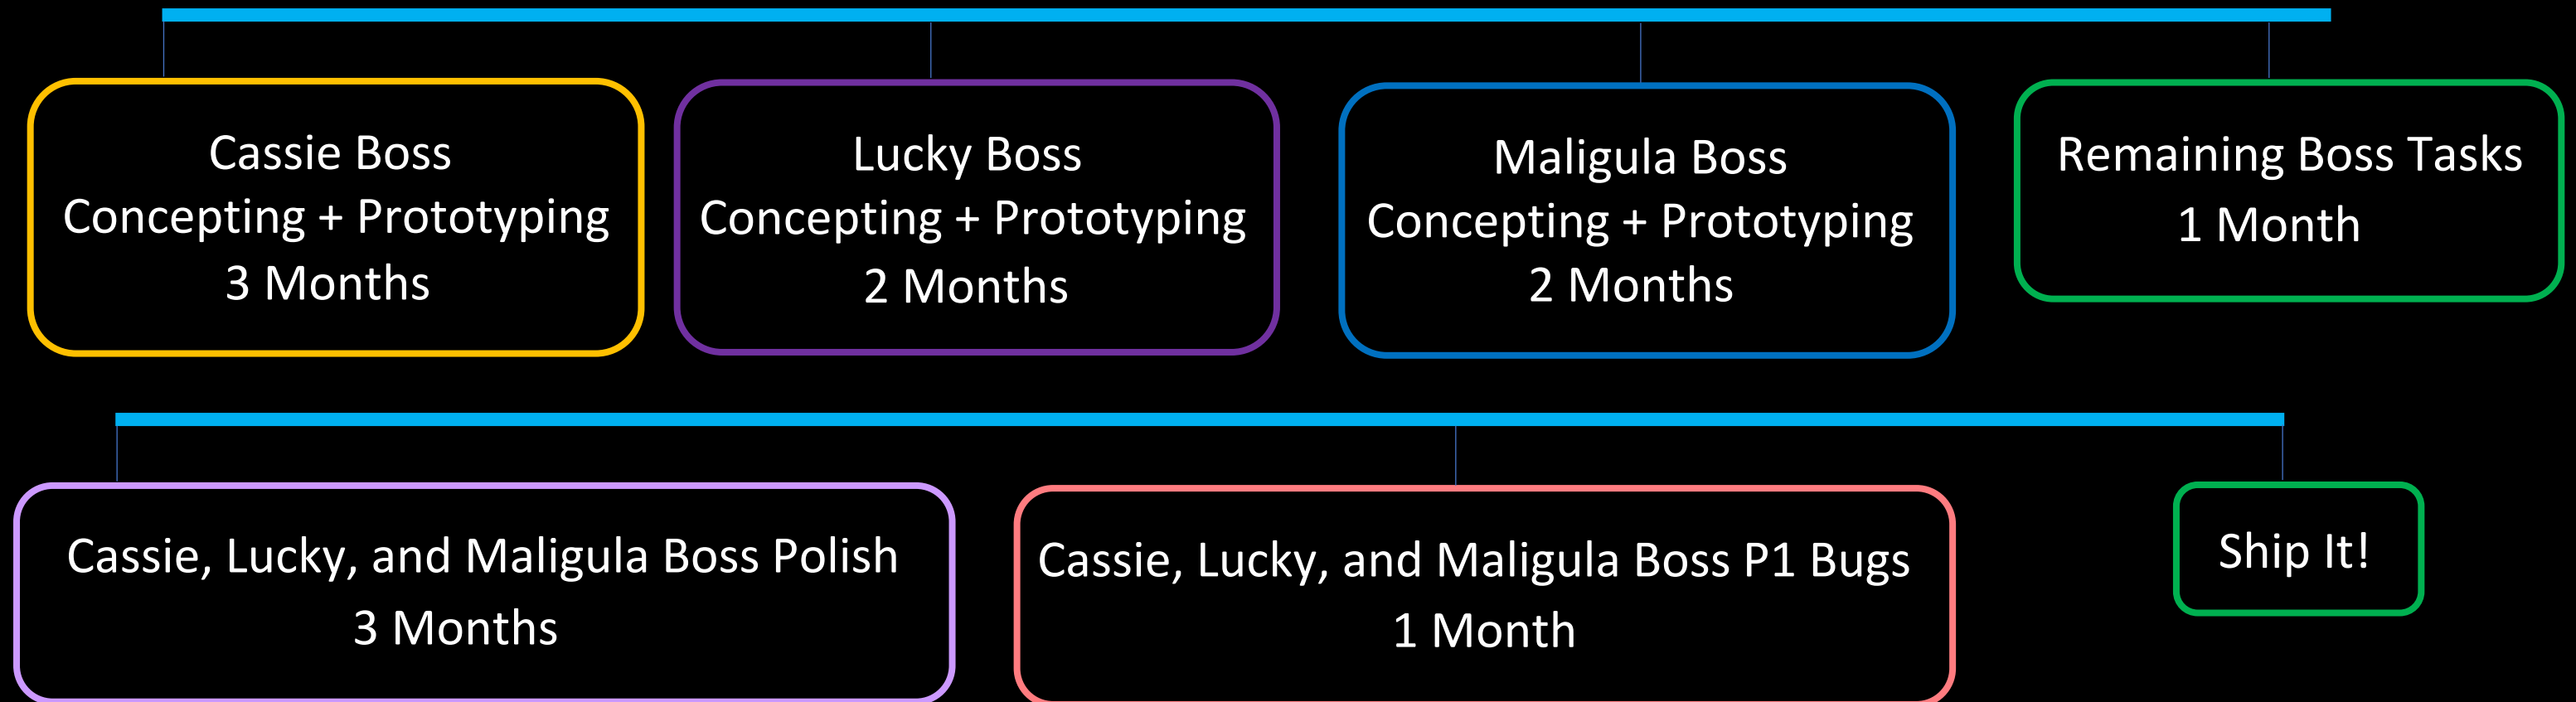 Cassie Boss
Concepting + Prototyping
3 Months
Lucky Boss
Concepting + Prototyping
2 Months
Maligula Boss
Concepting + Prototyping
2 Months
Remaining Boss Tasks
1 Month
Cassie, Lucky, and Maligula Boss Polish
3 Months
Cassie, Lucky, and Maligula Boss P1 Bugs
1 Month
Ship It!